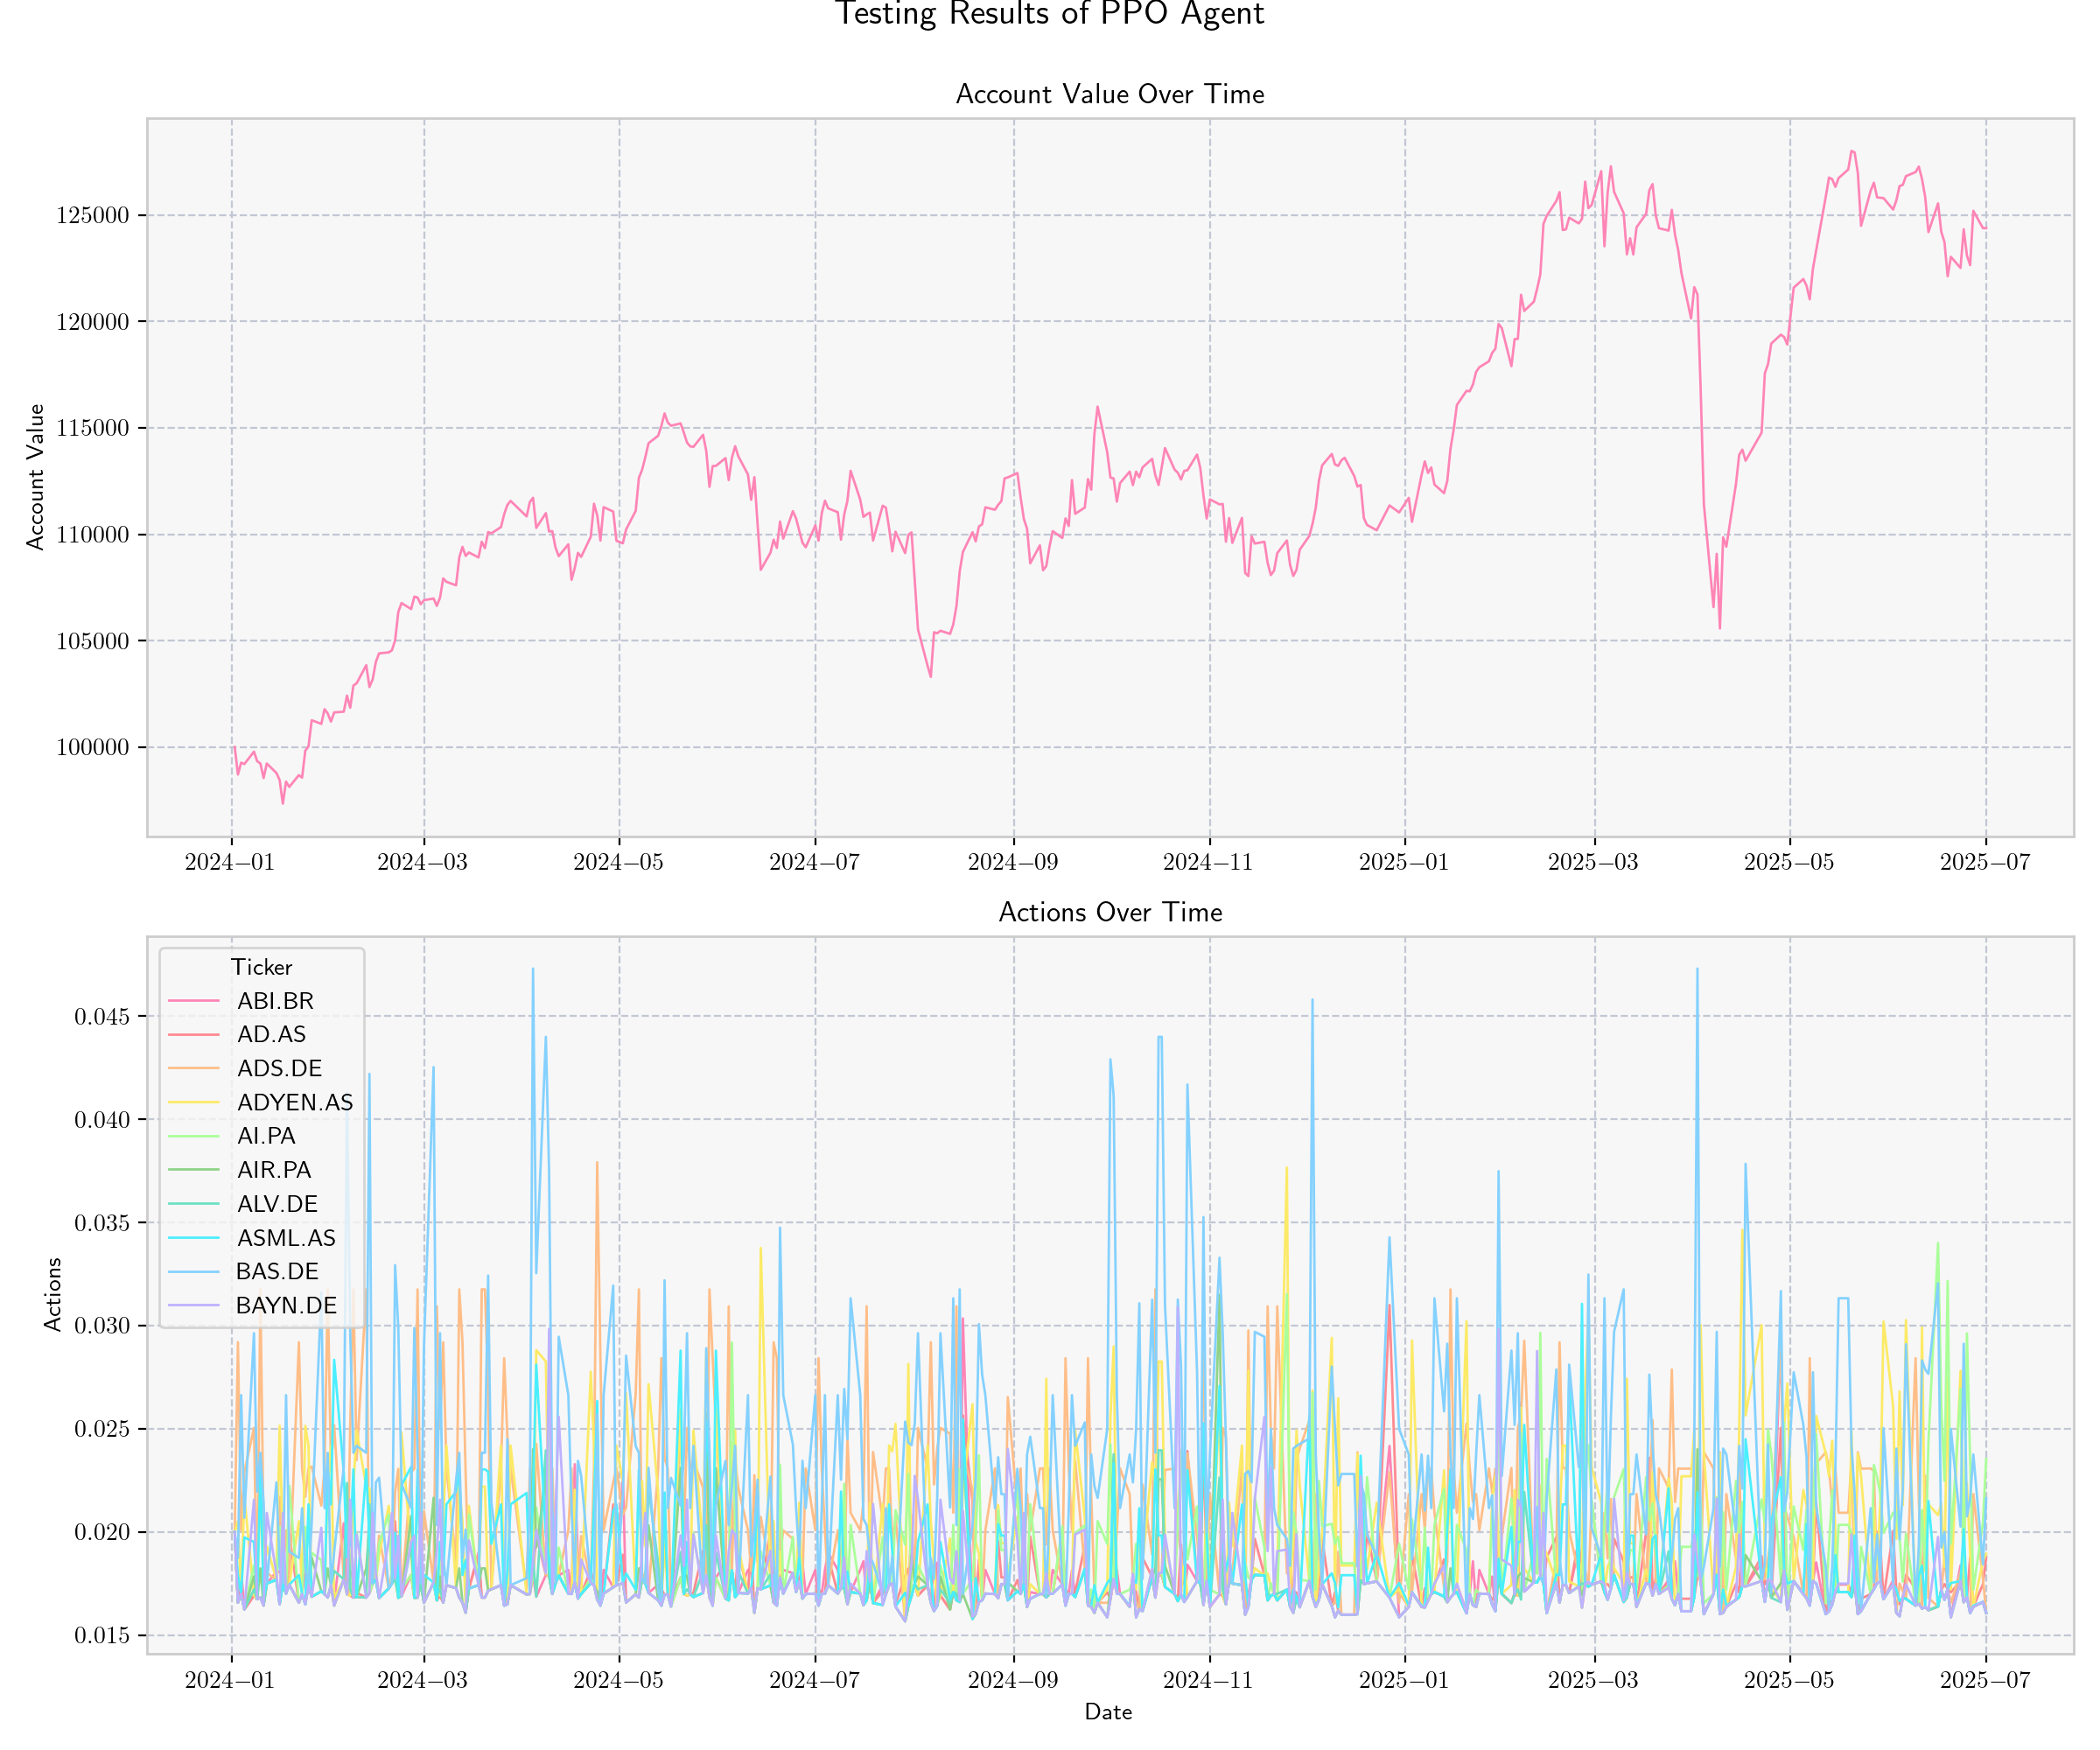 Testing Results of PPO Agent
Account Value Over Time
Account Value
125000
120000
115000
110000
105000
100000
2024−01 2024−03 2024−05 2024−07 2024−09 2024−11 2025−01 2025−03 2025−05 2025−07
Actions Over Time
Actions
0.045
0.040
0.035
0.030
0.025
0.020
0.015
Ticker
ABI.BR
AD.AS
ADS.DE
ADYEN.AS
AI.PA
AIR.PA
ALV.DE
ASML.AS
BAS.DE
BAYN.DE
2024−01 2024−03 2024−05 2024−07 2024−09 2024−11 2025−01 2025−03 2025−05 2025−07
Date